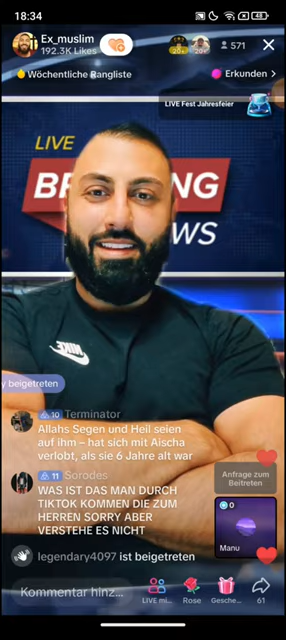 18:34
48
Ex_muslim
192.3K Likes
20+
20+
571
Wöchentliche Rangliste
Erkunden >
LIVE Fest Jahresfeier
LIVE
BR
NG
WS
y beigetreten
10 Terminator
Allahs Segen und Heil seien
auf ihm – hat sich mit Aischa
verlobt, als sie 6 Jahre alt war
11 Sorodes
WAS IST DAS MAN DURCH
TIKTOK KOMMEN DIE ZUM
HERREN SORRY ABER
VERSTEHE ES NICHT
legendary4097 ist beigetreten
Anfrage zum
Beitreten
0
Manu
Kommentar hinz...
LIVE mi...
Rose
Gesche...
61